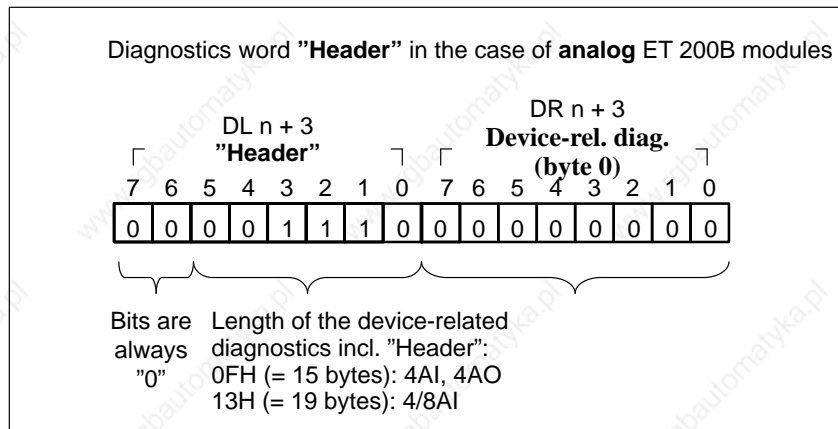 Diagnostics word ”Header” in the case of analog ET 200B modules
DL n + 3
”Header”
DR n + 3
Device-rel. diag.
(byte 0)
7 6 5 4 3 2 1 0 7 6 5 4 3 2 1 0
0 0 0 0 1 1 1 0 0 0 0 0 0 0 0 0
Bits are
always
”0”
Length of the device-related
diagnostics incl. ”Header”:
0FH (= 15 bytes): 4AI, 4AO
13H (= 19 bytes): 4/8AI
www.rgbautomatyka.pl